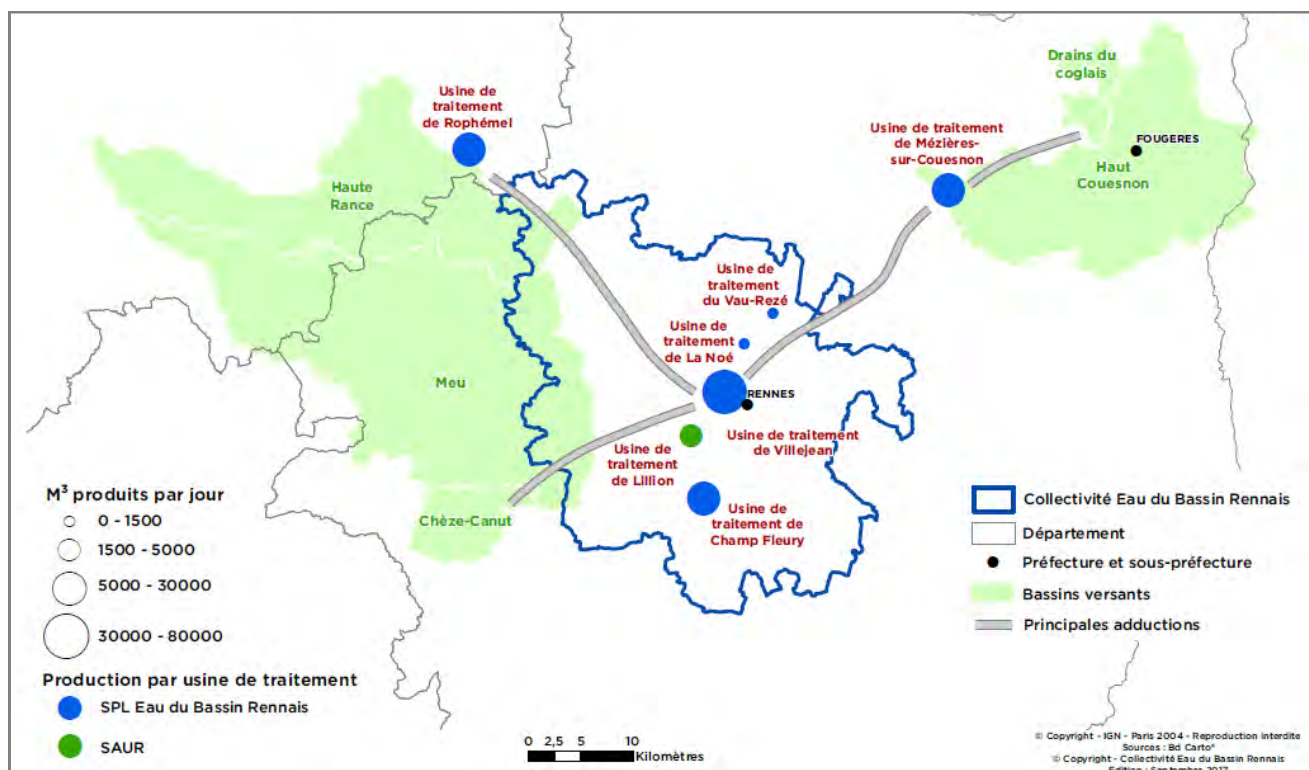 Drains du
coglais
Usine de
traitement
de Rophémel
Usine de traitement
de Mézières-
sur-Couesnon
FOUGERES
Haut
Couesnon
Haute
Rance
Usine de
traitement
du Vau-Rezé
Usine de
traitement
de La Noé
Meu
RENNES
Usine de traitement
de Villejean
Usine de
traitement
de Lillion
Chèze-Canut
Usine de
traitement de
Champ Fleury
M³ produits par jour
0 - 1500
1500 - 5000
5000 - 30000
30000 - 80000
Production par usine de traitement
SPL Eau du Bassin Rennais
SAUR
0 2,5 5 10
Kilomètres
Collectivité Eau du Bassin Rennais
Département
Préfecture et sous-préfecture
Bassins versants
Principales adductions
© Copyright - IGN - Paris 2004 - Reproduction interdite
Sources : Bd Carto®
© Copyright - Collectivité Eau du Bassin Rennais
Edition : Septembre 2017